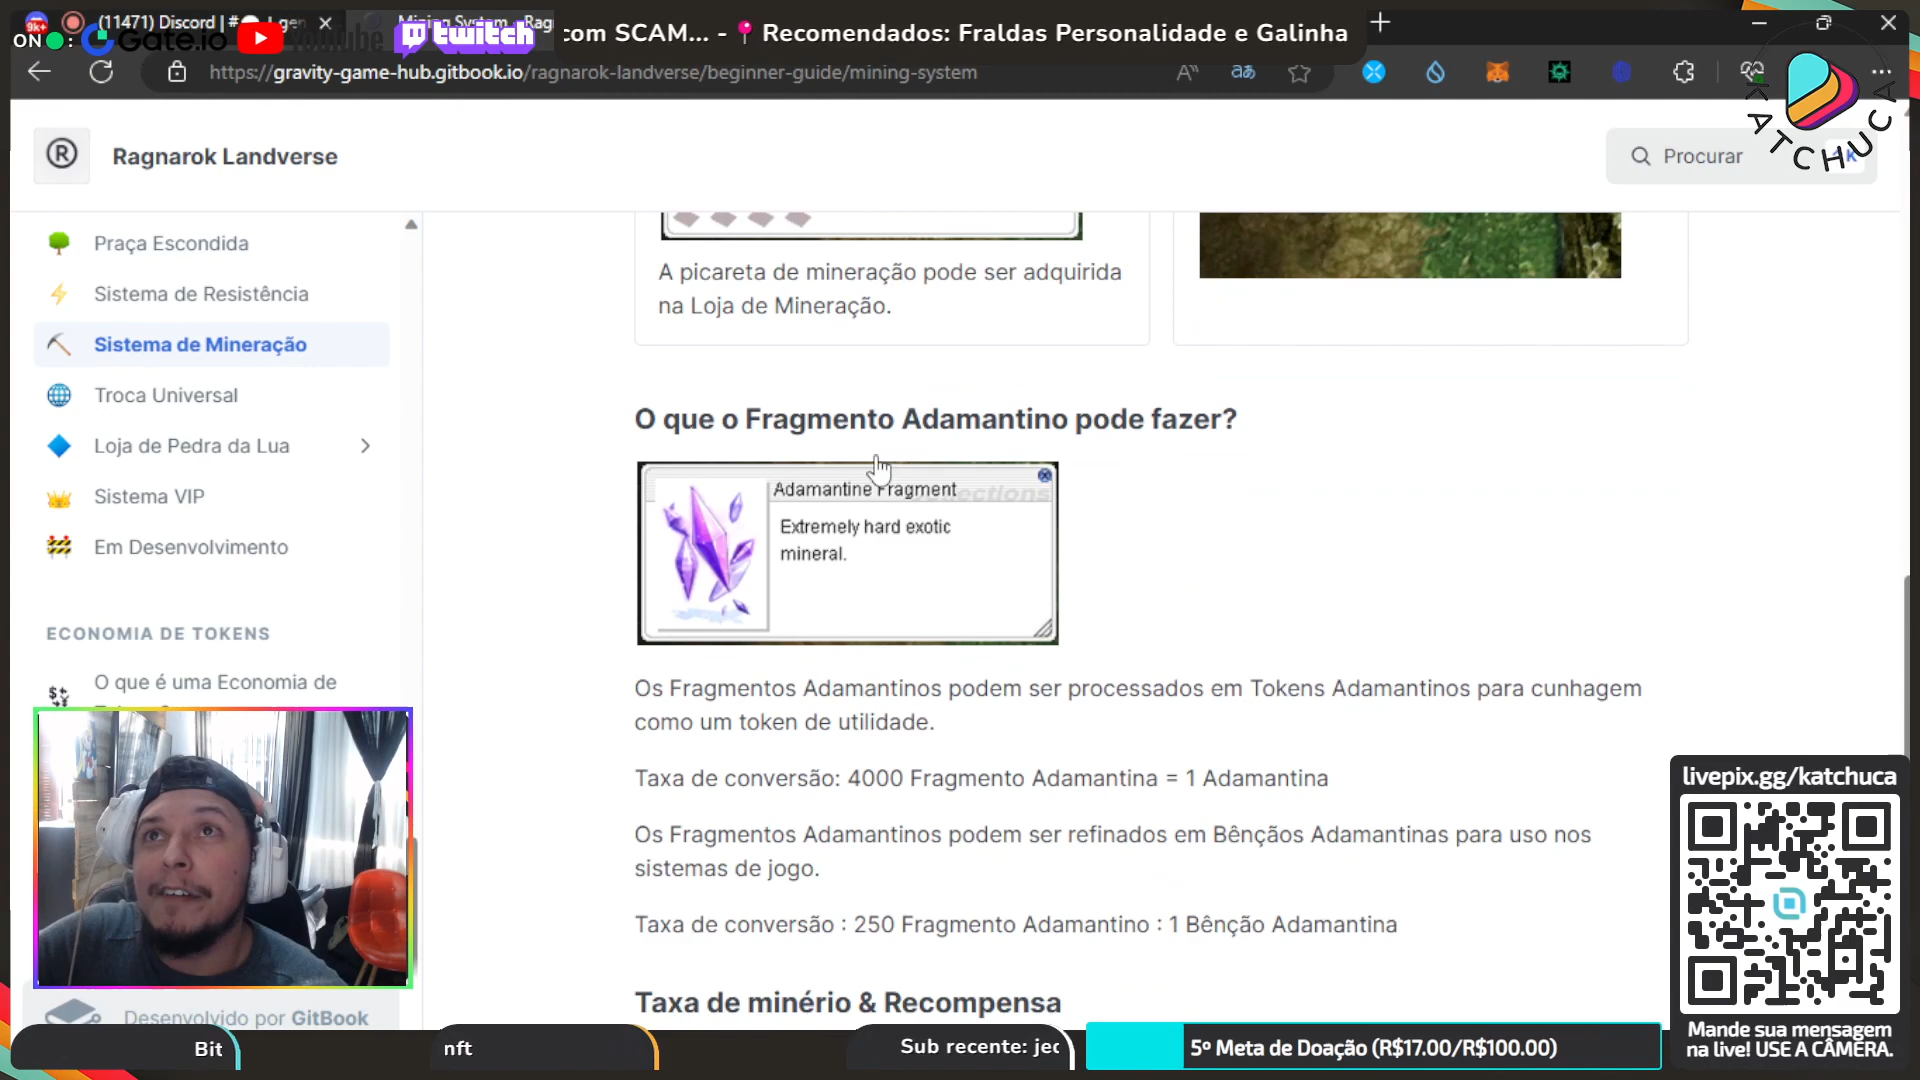 (11471) Discord | #
ON
Gate.io
YouTube
twitch
com SCAM... - Recomendados: Fraldas Personalidade e Galinha
https://gravity-game-hub.gitbook.io/ragnarok-landverse/beginner-guide/mining-system
KATCHUCA
Ragnarok Landverse
Procurar
Praça Escondida
Sistema de Resistência
Sistema de Mineração
Troca Universal
Loja de Pedra da Lua
Sistema VIP
Em Desenvolvimento
ECONOMIA DE TOKENS
O que é uma Economia de
Desenvolvido por GitBook
A picareta de mineração pode ser adquirida
na Loja de Mineração.
O que o Fragmento Adamantino pode fazer?
Adamantine Fragment
Extremely hard exotic
mineral.
Os Fragmentos Adamantinos podem ser processados em Tokens Adamantinos para cunhagem
como um token de utilidade.
Taxa de conversão: 4000 Fragmento Adamantina = 1 Adamantina
Os Fragmentos Adamantinos podem ser refinados em Bênçãos Adamantinas para uso nos
sistemas de jogo.
Taxa de conversão : 250 Fragmento Adamantino : 1 Bênção Adamantina
Taxa de minério & Recompensa
livepix.gg/katchuca
Mande sua mensagem
na live! USE A CÂMERA.
Bit
nft
Sub recente: jec
5º Meta de Doação (R$17.00/R$100.00)